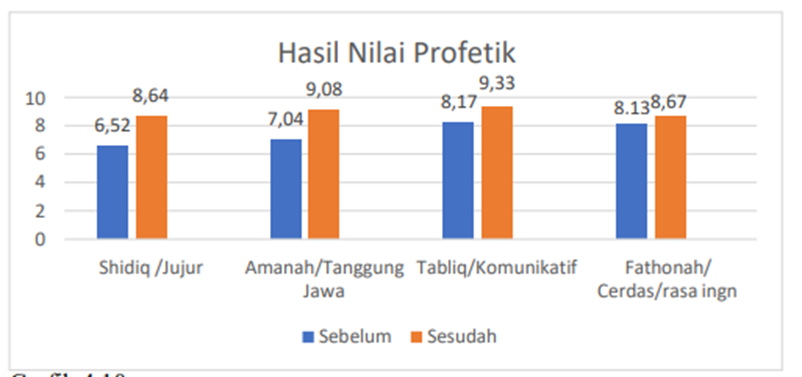 Hasil Nilai Profetik
10
8
6
4
2
0
6,52
8,64
7,04
9,08
8,17
9,33
8.13
8,67
Shidiq /Jujur
Amanah/Tanggung
Jawa
Tabliq/Komunikatif
Fathonah/
Cerdas/rasa ingn
Sebelum
Sesudah